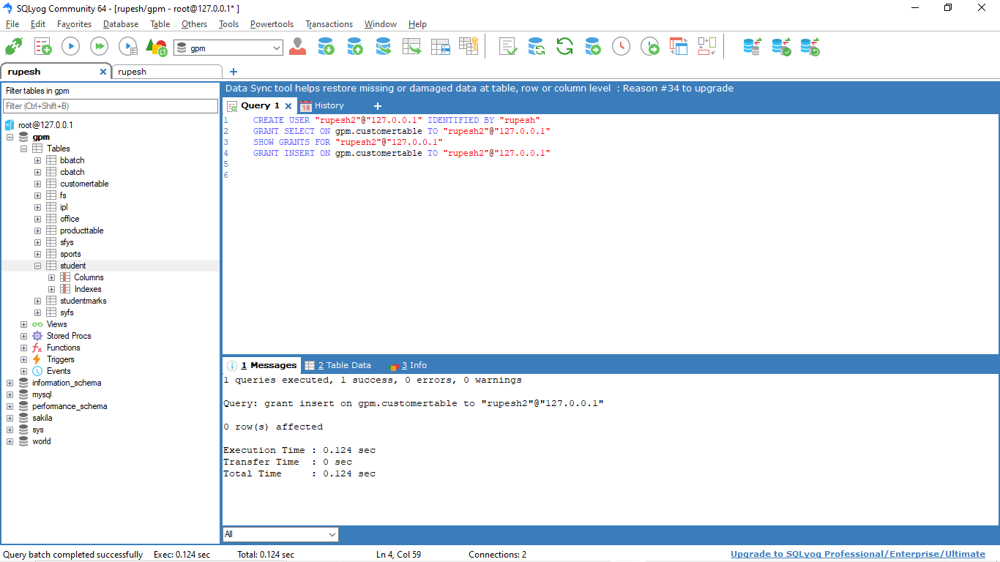 SQLyog Community 64 - [rupesh/gpm - root@127.0.0.1* ]
File Edit Favorites Database Table Others Tools Powertools Transactions Window Help
gpm
rupesh
rupesh
Filter tables in gpm
Filter (Ctrl+Shift+B)
root@127.0.0.1
gpm
Tables
bbatch
cbatch
customertable
fs
ipl
office
producttable
sfys
sports
student
Columns
Indexes
studentmarks
syfs
Views
Stored Procs
Functions
Triggers
Events
information_schema
mysql
performance_schema
sakila
sys
world
Data Sync tool helps restore missing or damaged data at table, row or column level : Reason #34 to upgrade
Query 1
18 History
1 CREATE USER "rupesh2"@"127.0.0.1" IDENTIFIED BY "rupesh"
2 GRANT SELECT ON gpm.customertable TO "rupesh2"@"127.0.0.1"
3 SHOW GRANTS FOR "rupesh2"@"127.0.0.1"
4 GRANT INSERT ON gpm.customertable TO "rupesh2"@"127.0.0.1"
5
6
1 Messages 2 Table Data 3 Info
1 queries executed, 1 success, 0 errors, 0 warnings
Query: grant insert on gpm.customertable to "rupesh2"@"127.0.0.1"
0 row(s) affected
Execution Time : 0.124 sec
Transfer Time : 0 sec
Total Time : 0.124 sec
All
Query batch completed successfully Exec: 0.124 sec Total: 0.124 sec Ln 4, Col 59 Connections: 2 Upgrade to SQLyog Professional/Enterprise/Ultimate